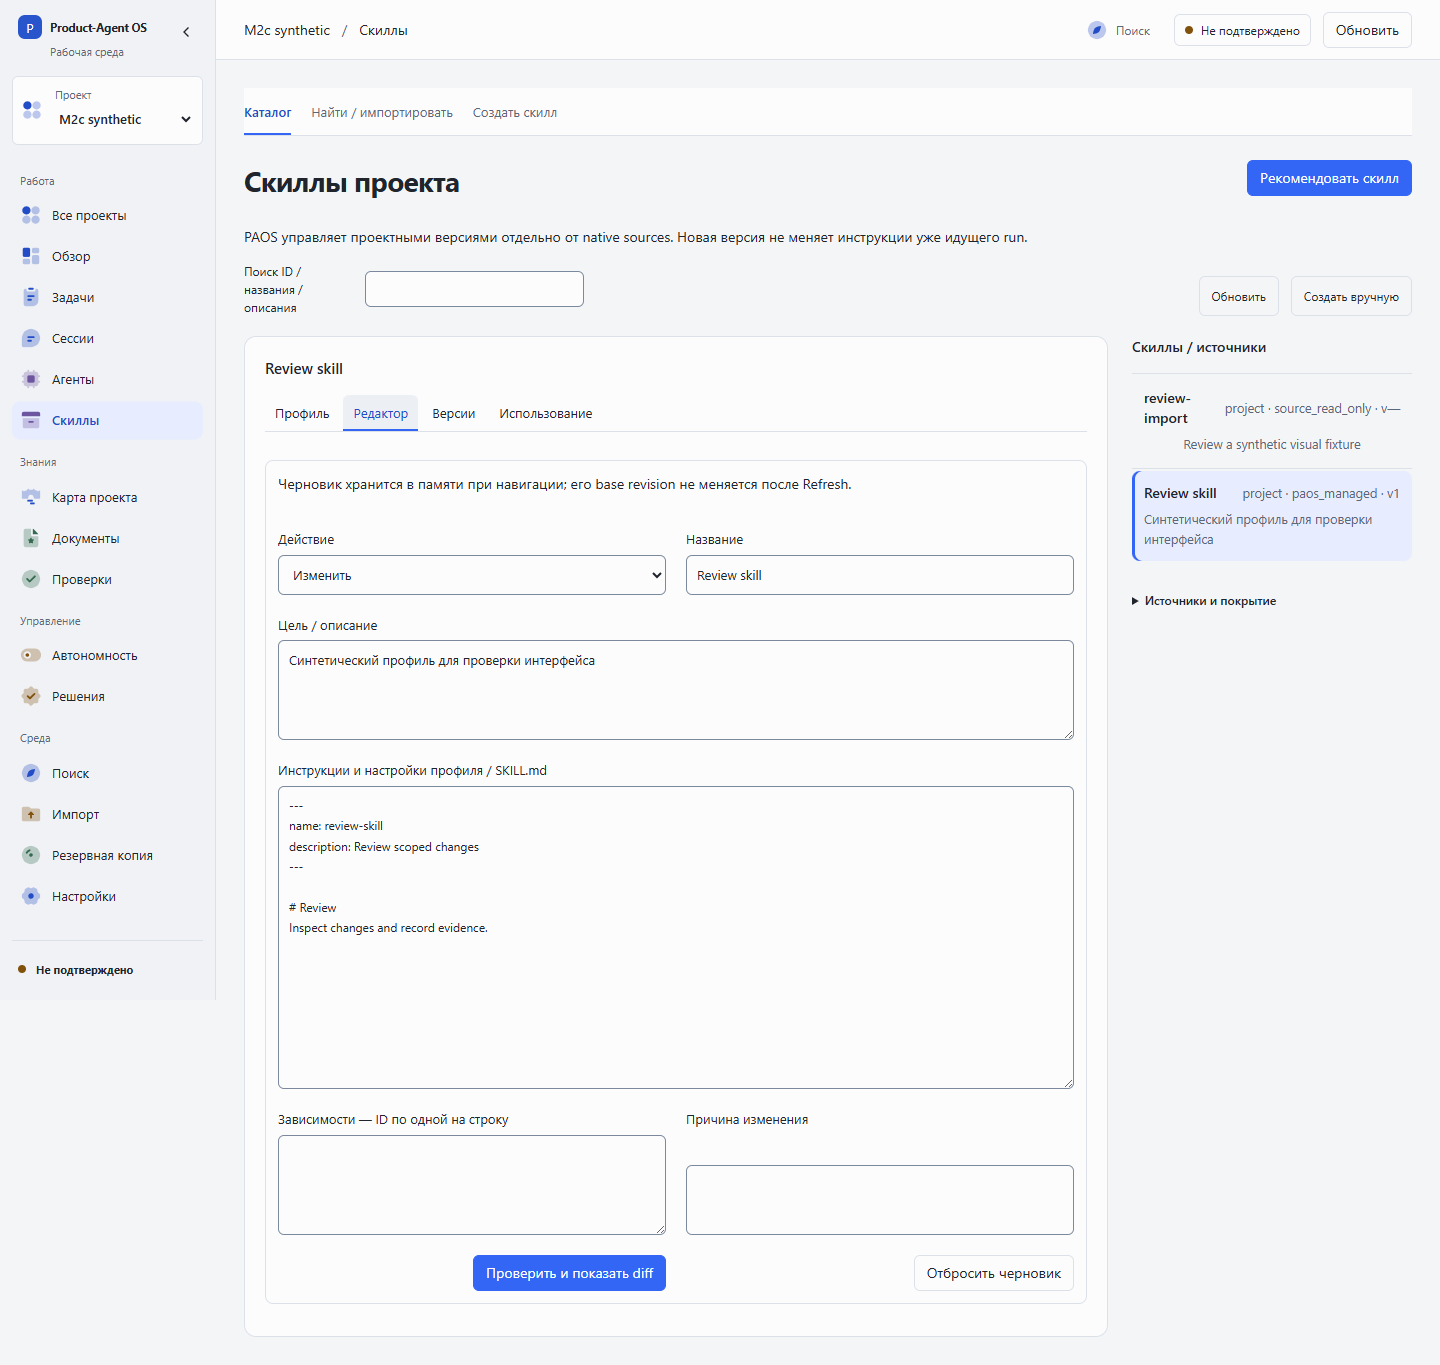 P
Product-Agent OS
Рабочая среда
Проект
M2c synthetic
Работа
Все проекты
Обзор
Задачи
Сессии
Агенты
Скиллы
Знания
Карта проекта
Документы
Проверки
Управление
Автономность
Решения
Среда
Поиск
Импорт
Резервная копия
Настройки
Не подтверждено
M2c synthetic / Скиллы
Поиск
Не подтверждено
Обновить
Каталог
Найти / импортировать
Создать скилл
Скиллы проекта
Рекомендовать скилл
PAOS управляет проектными версиями отдельно от native sources. Новая версия не меняет инструкции уже идущего run.
Поиск ID /
названия /
описания
Обновить
Создать вручную
Review skill
Профиль
Редактор
Версии
Использование
Черновик хранится в памяти при навигации; его base revision не меняется после Refresh.
Действие
Изменить
Название
Review skill
Цель / описание
Синтетический профиль для проверки интерфейса
Инструкции и настройки профиля / SKILL.md
---
name: review-skill
description: Review scoped changes
---
# Review
Inspect changes and record evidence.
Зависимости — ID по одной на строку
Причина изменения
Проверить и показать diff
Отбросить черновик
Скиллы / источники
review-
import
project · source_read_only · v—
Review a synthetic visual fixture
Review skill
project · paos_managed · v1
Синтетический профиль для проверки
интерфейса
Источники и покрытие